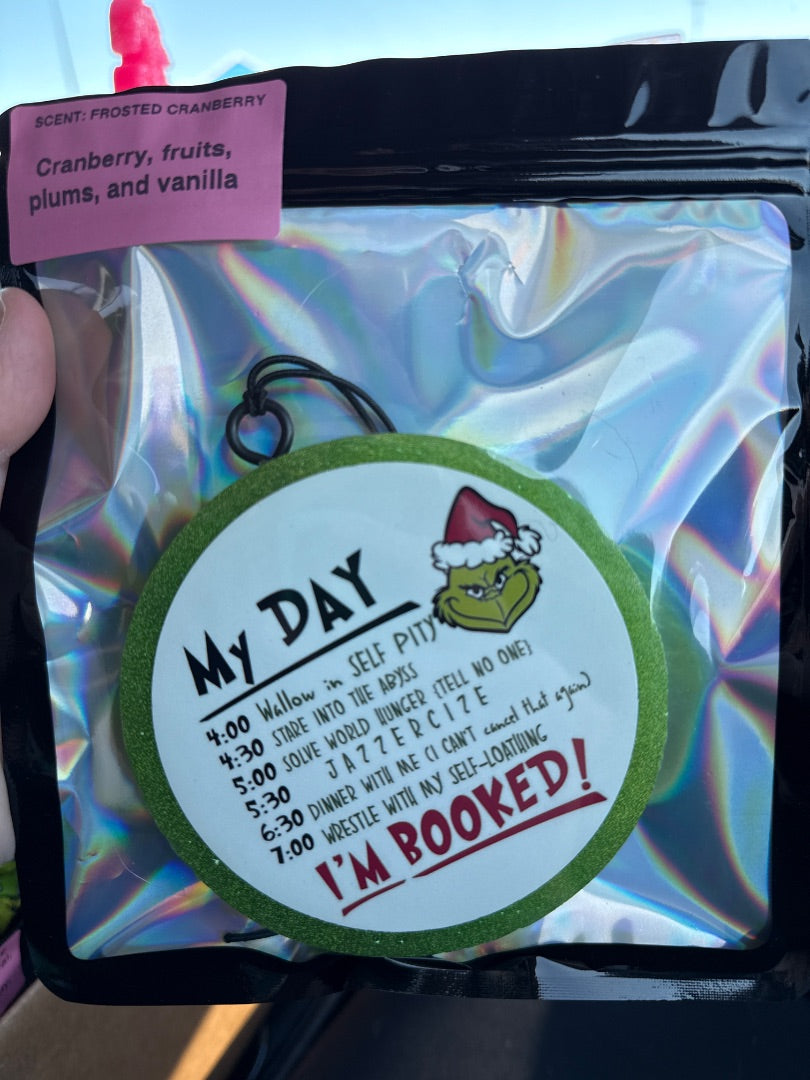 SCENT: FROSTED CRANBERRY
Cranberry, fruits,
plums, and vanilla
My DAY
4:00 Wallow in SELF PITY
4:30 STARE INTO THE ABYSS
5:00 SOLVE WORLD HUNGER {TELL NO ONE}
5:30 JAZZERCIZE
6:30 DINNER WITH ME (I CAN'T cancel that again)
7:00 WRESTLE WITH MY SELF-LOATHING
I'M BOOKED!